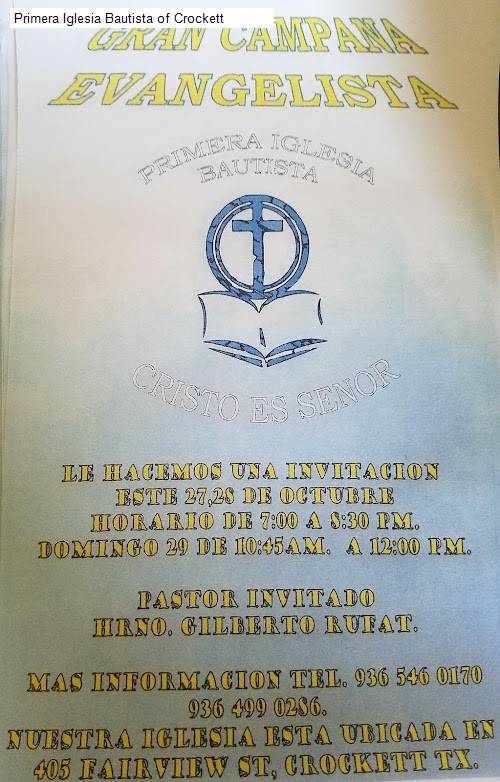 Primera Iglesia Bautista of Crockett
GRAN CAMPANA
EVANGELISTA
PRIMERA IGLESIA
BAUTISTA
CRISTO ES SENOR
LE HACEMOS UNA INVITACION
ESTE 27,28 DE OCTUBRE
HORARIO DE 7:00 A 8:30 PM.
DOMINGO 29 DE 10:45AM. A 12:00 PM.
PASTOR INVITADO
HRNO. GILBERTO RUFAT.
MAS INFORMACION TEL. 936 546 0170
936 499 0286.
NUESTRA IGLESIA ESTA UBICADA EN
405 FAIRVIEW ST, CROCKETT TX.